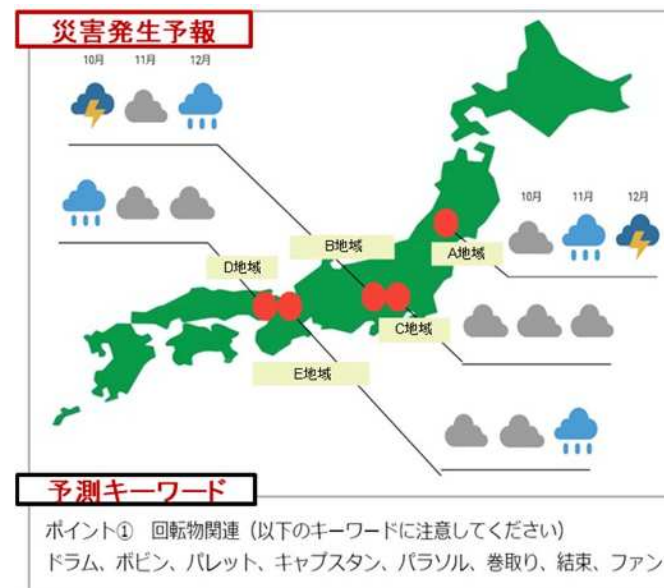 災害発生予報
10月 11月 12月
10月 11月 12月
B地域
A地域
D地域
C地域
E地域
予測キーワード
ポイント① 回転物関連（以下のキーワードに注意してください）
ドラム、ボビン、パレット、キャプスタン、パラソル、巻取り、結束、ファン